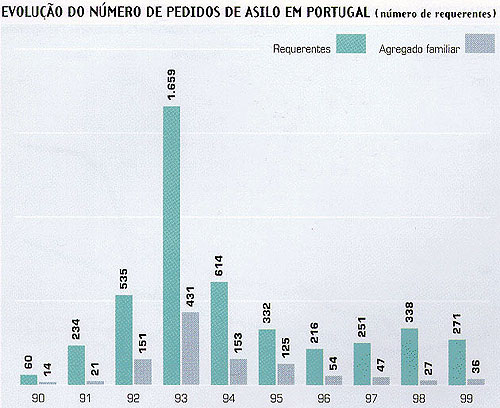 EVOLUÇÃO DO NÚMERO DE PEDIDOS DE ASILO EM PORTUGAL (número de requerentes)
Requerentes Agregado familiar
60 14 234 21 535 151 1.659 431 614 153 332 125 216 54 251 47 338 27 271 36
90 91 92 93 94 95 96 97 98 99